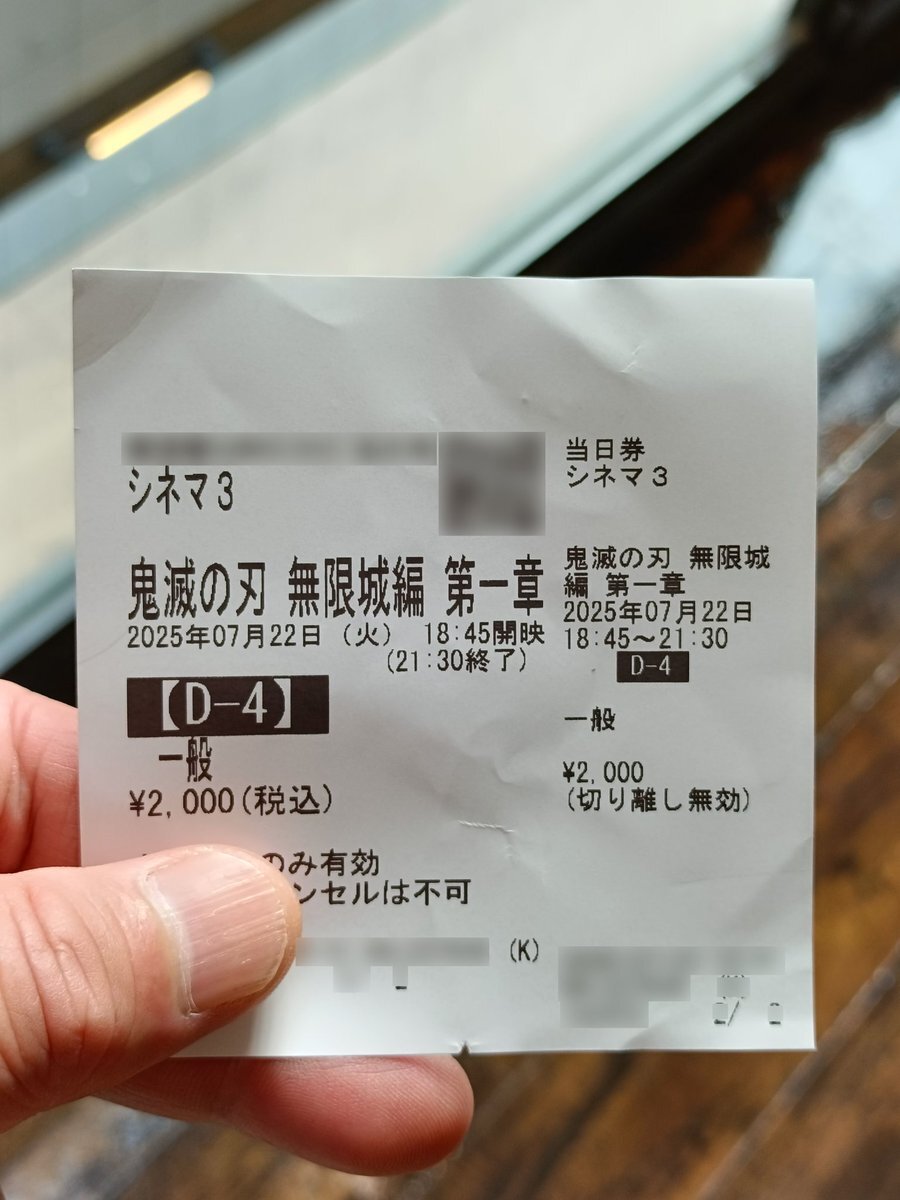 シネマ3
鬼滅の刃 無限城編 第一章
2025年07月22日 (火) 18:45開映
(21:30終了)
【D-4】
一般
¥2,000(税込)
のみ有効
ンセルは不可
(K)
当日券
シネマ3
鬼滅の刃 無限城
編 第一章
2025年07月22日
18:45～21:30
D-4
一般
¥2,000
(切り離し無効)